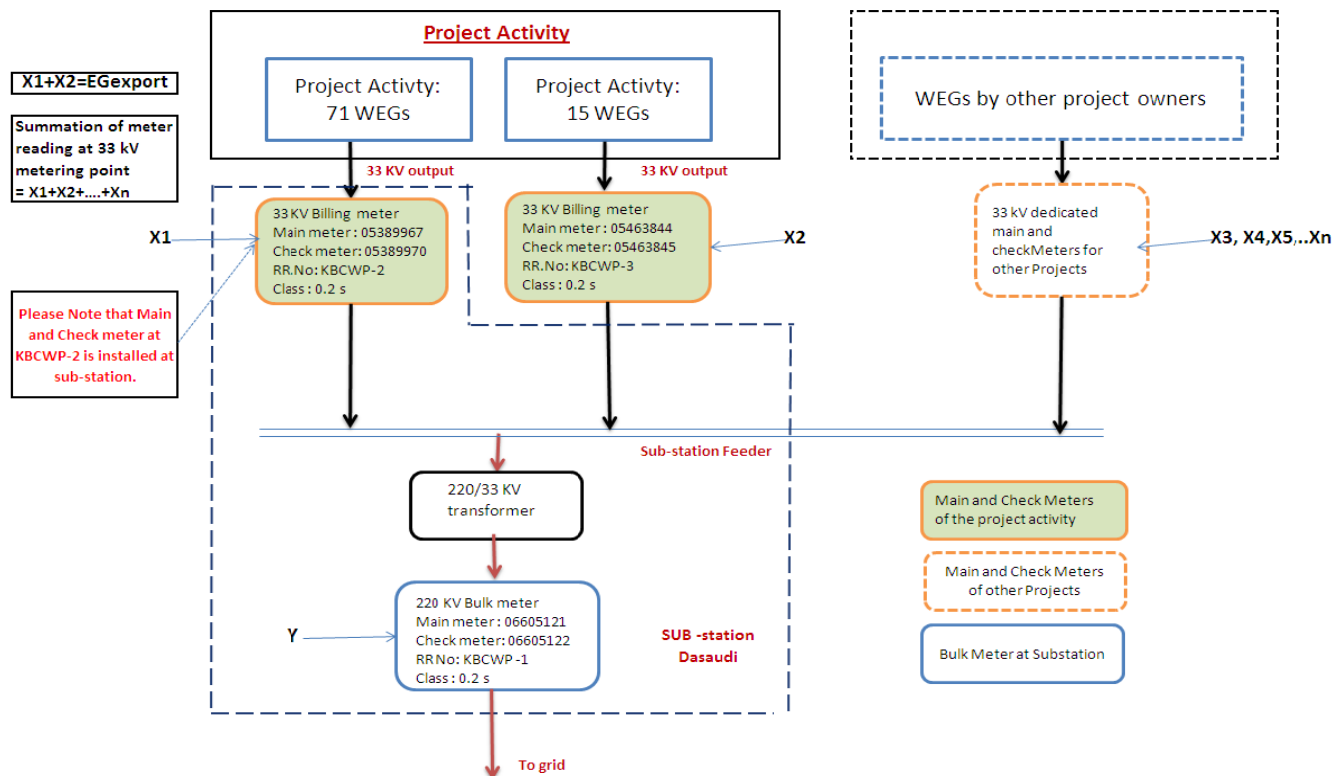 Project Activity
X1+X2=EGexport
Summation of meter
reading at 33 kV
metering point
= X1+X2+....+Xn
Project Activty:
71 WEGs
Project Activty:
15 WEGs
WEGs by other project owners
33 KV output
33 KV output
33 KV Billing meter
Main meter : 05389967
Check meter: 05389970
RR.No: KBCWP-2
Class : 0.2 s
33 KV Billing meter
Main meter : 05463844
Check meter: 05463845
RR.No: KBCWP-3
Class : 0.2 s
33 kV dedicated
main and
checkMeters for
other Projects
X1
X2
X3, X4,X5,..Xn
Please Note that Main
and Check meter at
KBCWP-2 is installed at
sub-station.
Sub-station Feeder
220/33 KV
transformer
220 KV Bulk meter
Main meter : 06605121
Check meter: 06605122
RR No: KBCWP -1
Class : 0.2 s
Y
SUB -station
Dasaudi
To grid
Main and Check Meters
of the project activity
Main and Check Meters
of other Projects
Bulk Meter at Substation